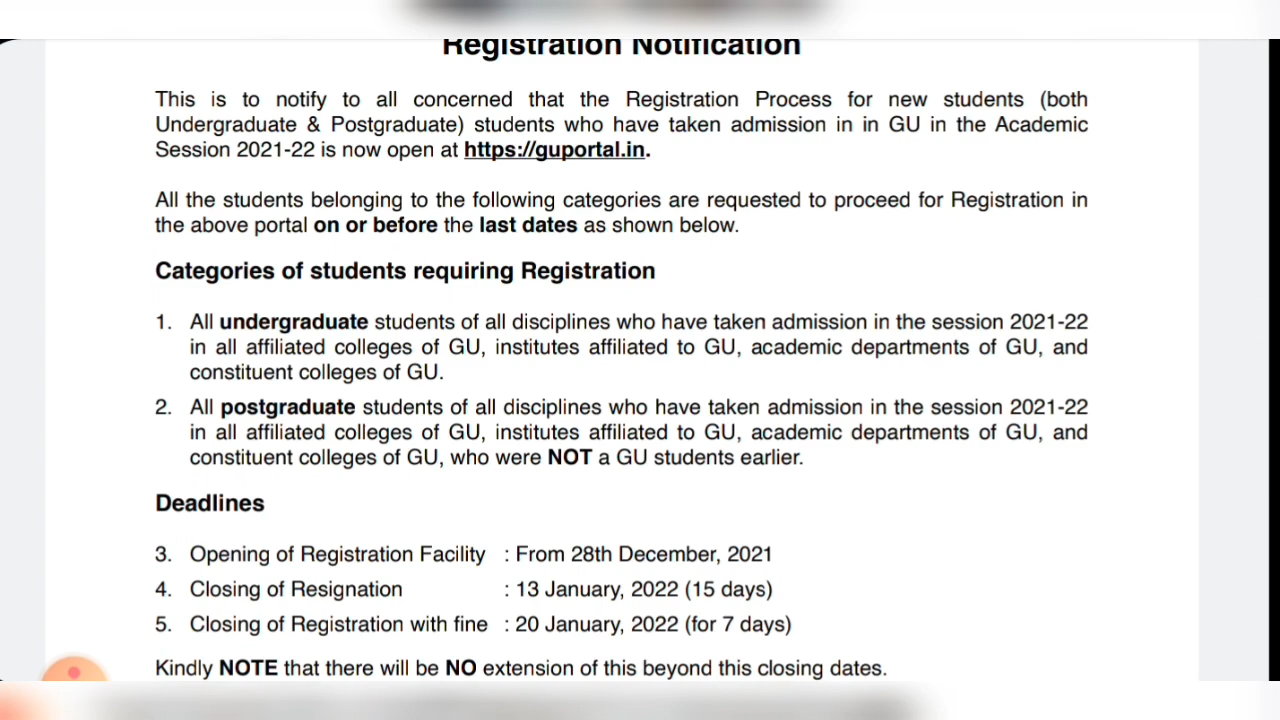 Registration Notification
This is to notify to all concerned that the Registration Process for new students (both
Undergraduate & Postgraduate) students who have taken admission in in GU in the Academic
Session 2021-22 is now open at https://guportal.in.
All the students belonging to the following categories are requested to proceed for Registration in
the above portal on or before the last dates as shown below.
Categories of students requiring Registration
1. All undergraduate students of all disciplines who have taken admission in the session 2021-22
in all affiliated colleges of GU, institutes affiliated to GU, academic departments of GU, and
constituent colleges of GU.
2. All postgraduate students of all disciplines who have taken admission in the session 2021-22
in all affiliated colleges of GU, institutes affiliated to GU, academic departments of GU, and
constituent colleges of GU, who were NOT a GU students earlier.
Deadlines
3. Opening of Registration Facility : From 28th December, 2021
4. Closing of Resignation : 13 January, 2022 (15 days)
5. Closing of Registration with fine : 20 January, 2022 (for 7 days)
Kindly NOTE that there will be NO extension of this beyond this closing dates.